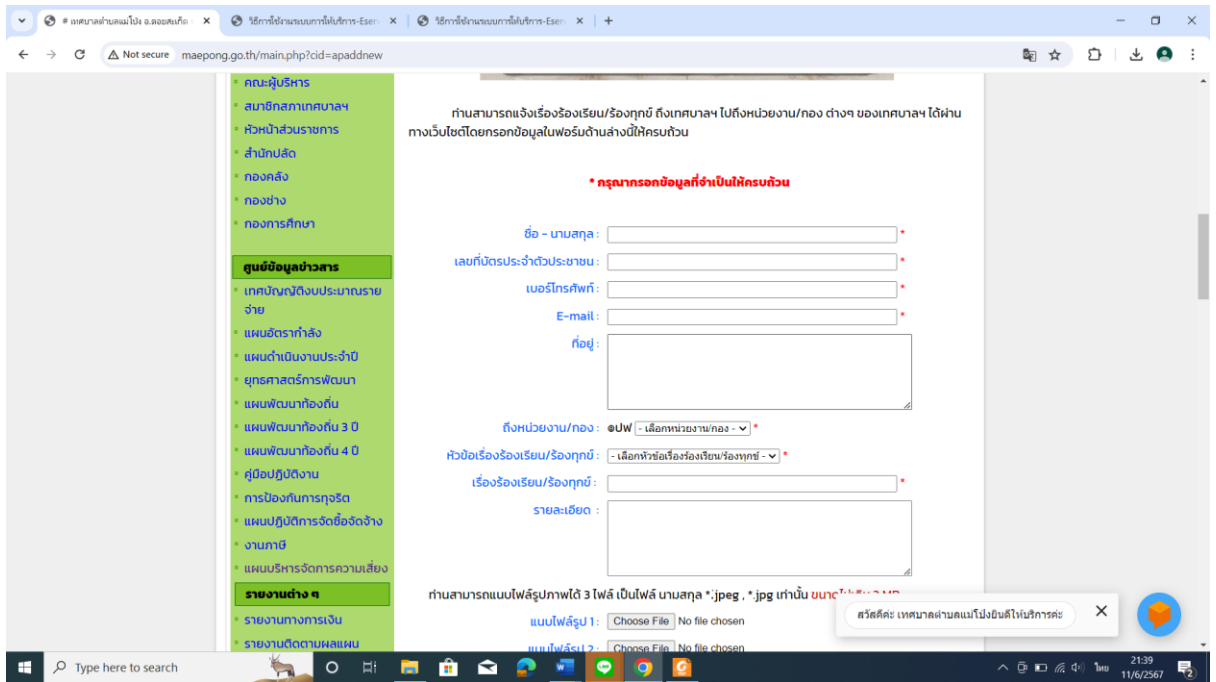 # เทศบาลตำบลแม่โป่ง อ.ดอยสะเก็ด
วิธีการใช้งานระบบการให้บริการ-Eser
วิธีการใช้งานระบบการให้บริการ-Eser
Not secure maepong.go.th/main.php?cid=apaddnew
คณะผู้บริหาร
สมาชิกสภาเทศบาลฯ
หัวหน้าส่วนราชการ
สำนักปลัด
กองคลัง
กองช่าง
กองการศึกษา
ศูนย์ข้อมูลข่าวสาร
เทศบัญญัติงบประมาณราย
จ่าย
แผนอัตรากำลัง
แผนดำเนินงานประจำปี
ยุทธศาสตร์การพัฒนา
แผนพัฒนาท้องถิ่น
แผนพัฒนาท้องถิ่น 3 ปี
แผนพัฒนาท้องถิ่น 4 ปี
คู่มือปฏิบัติงาน
การป้องกันการทุจริต
แผนปฏิบัติการจัดซื้อจัดจ้าง
งานภาษี
แผนบริหารจัดการความเสี่ยง
รายงานต่าง ๆ
รายงานทางการเงิน
รายงานติดตามผลแผน
ท่านสามารถแจ้งเรื่องร้องเรียน/ร้องทุกข์ ถึงเทศบาลฯ ไปถึงหน่วยงาน/กอง ต่างๆ ของเทศบาลฯ ได้ผ่าน
ทางเว็บไซต์โดยกรอกข้อมูลในฟอร์มด้านล่างนี้ให้ครบถ้วน
* กรุณากรอกข้อมูลที่จำเป็นให้ครบถ้วน
ชื่อ - นามสกุล : *
เลขที่บัตรประจำตัวประชาชน : *
เบอร์โทรศัพท์ : *
E-mail : *
ที่อยู่ :
ถึงหน่วยงาน/กอง : อปพ - เลือกหน่วยงาน/กอง - *
หัวข้อเรื่องร้องเรียน/ร้องทุกข์ : - เลือกหัวข้อเรื่องร้องเรียน/ร้องทุกข์ - *
เรื่องร้องเรียน/ร้องทุกข์ : *
รายละเอียด :
ท่านสามารถแนบไฟล์รูปภาพได้ 3 ไฟล์ เป็นไฟล์ นามสกุล *.jpeg , *.jpg เท่านั้น
แนบไฟล์รูป 1 : Choose File No file chosen
แนบไฟล์รูป 2 : Choose File No file chosen
สวัสดีค่ะ เทศบาลตำบลแม่โป่งยินดีให้บริการค่ะ
Type here to search
ไทย
21:39
11/6/2567
2